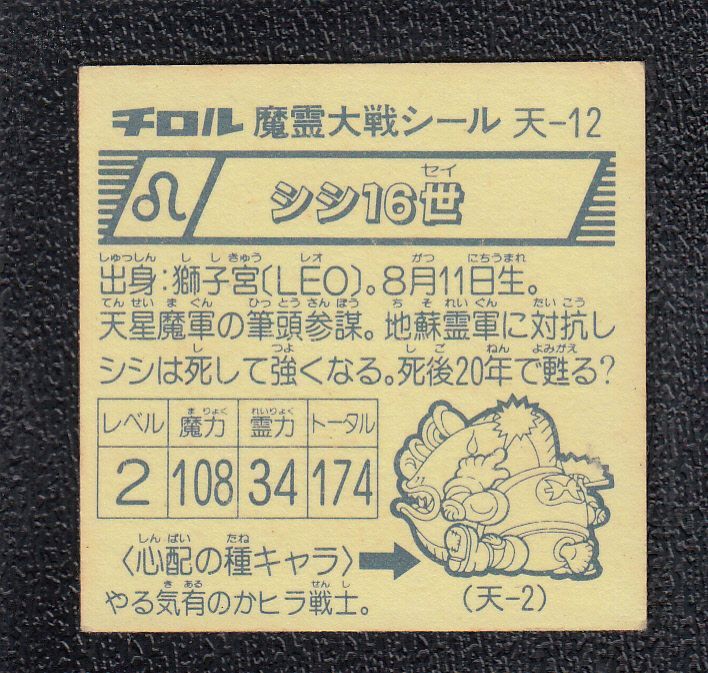 チロル 魔霊大戦シール 天-12
セイ
シシ16世
しゅっしん ししきゅう レオ がつ にちうまれ
出身:獅子宮(LEO)。8月11日生。
てんせいまぐん ひっとうさんぼう ちそれいぐん たいこう
天星魔軍の筆頭参謀。地蘇霊軍に対抗し
し つよ しご ねん よみがえ
シシは死して強くなる。死後20年で甦る?
まりょく れいりょく
レベル 魔力 霊力 トータル
2 108 34 174
しんぱい たね
〈心配の種キャラ〉
き ある せんし
やる気有のかヒラ戦士。
(天-2)